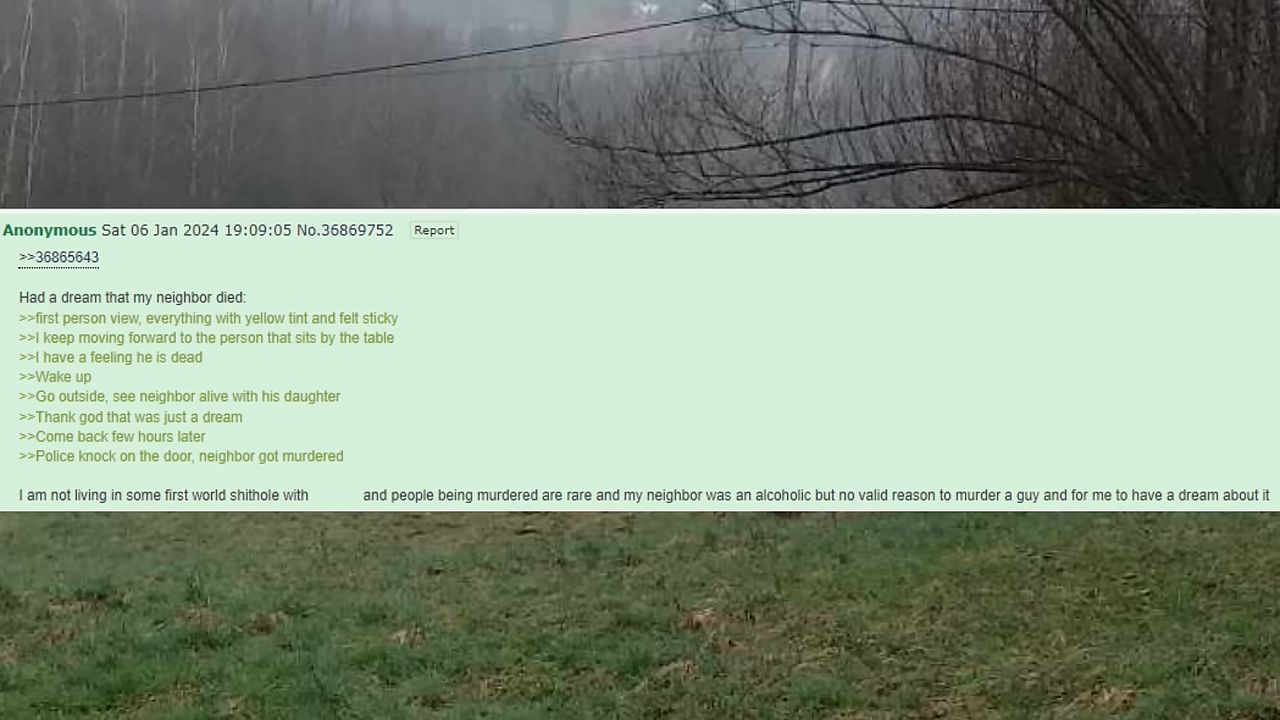 Anonymous Sat 06 Jan 2024 19:09:05 No.36869752 Report
>>36865643
Had a dream that my neighbor died:
>>first person view, everything with yellow tint and felt sticky
>>I keep moving forward to the person that sits by the table
>>I have a feeling he is dead
>>Wake up
>>Go outside, see neighbor alive with his daughter
>>Thank god that was just a dream
>>Come back few hours later
>>Police knock on the door, neighbor got murdered
I am not living in some first world shithole with and people being murdered are rare and my neighbor was an alcoholic but no valid reason to murder a guy and for me to have a dream about it